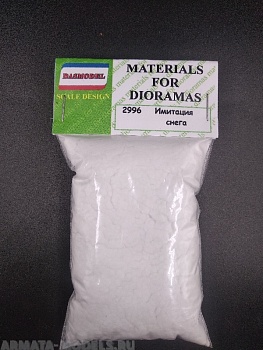 DASMODEL
SCALE DESIGN
MATERIALS
FOR
DIORAMAS
2996 Имитация
снега
ARMATA-MODELS.RU